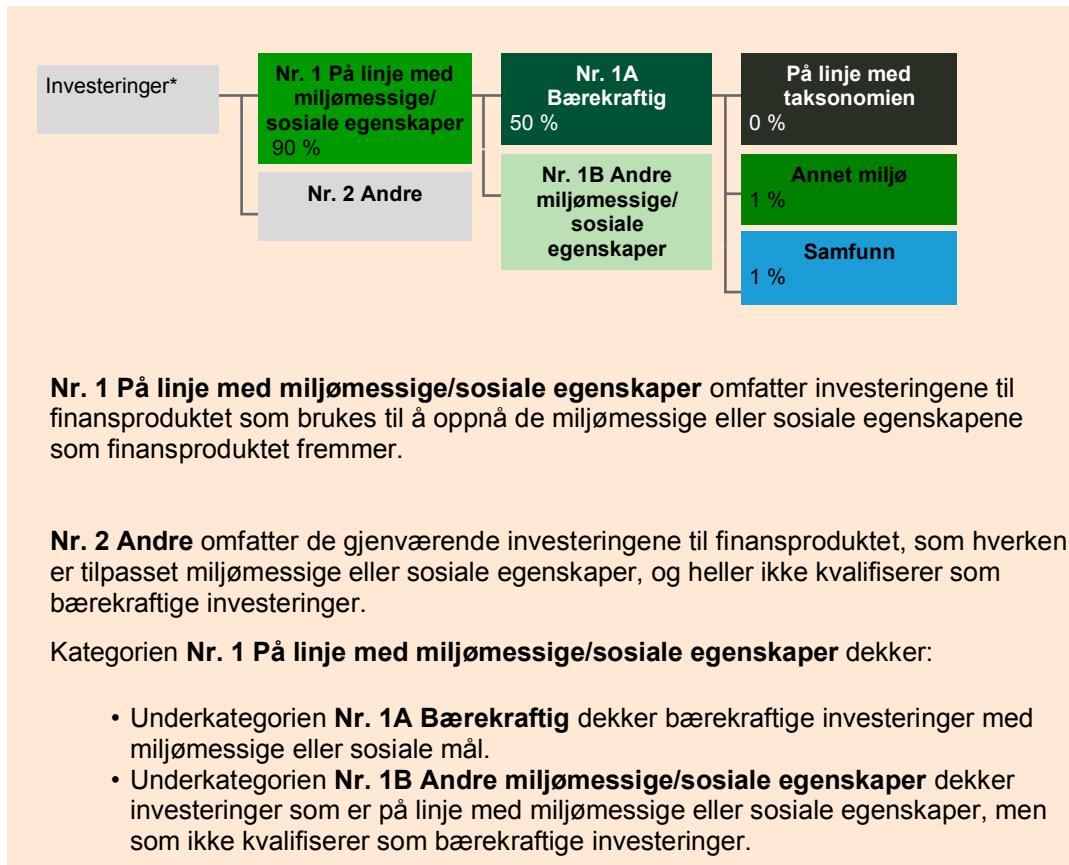 Investeringer*
Nr. 1 På linje med
miljømessige/
sosiale egenskaper
90 %
Nr. 2 Andre
Nr. 1A
Bærekraftig
50 %
Nr. 1B Andre
miljømessige/
sosiale
egenskaper
På linje med
taksonomien
0 %
Annet miljø
1 %
Samfunn
1 %
Nr. 1 På linje med miljømessige/sosiale egenskaper omfatter investeringene til
finansproduktet som brukes til å oppnå de miljømessige eller sosiale egenskapene
som finansproduktet fremmer.
Nr. 2 Andre omfatter de gjenværende investeringene til finansproduktet, som hverken
er tilpasset miljømessige eller sosiale egenskaper, og heller ikke kvalifiserer som
bærekraftige investeringer.
Kategorien Nr. 1 På linje med miljømessige/sosiale egenskaper dekker:
• Underkategorien Nr. 1A Bærekraftig dekker bærekraftige investeringer med
miljømessige eller sosiale mål.
• Underkategorien Nr. 1B Andre miljømessige/sosiale egenskaper dekker
investeringer som er på linje med miljømessige eller sosiale egenskaper, men
som ikke kvalifiserer som bærekraftige investeringer.